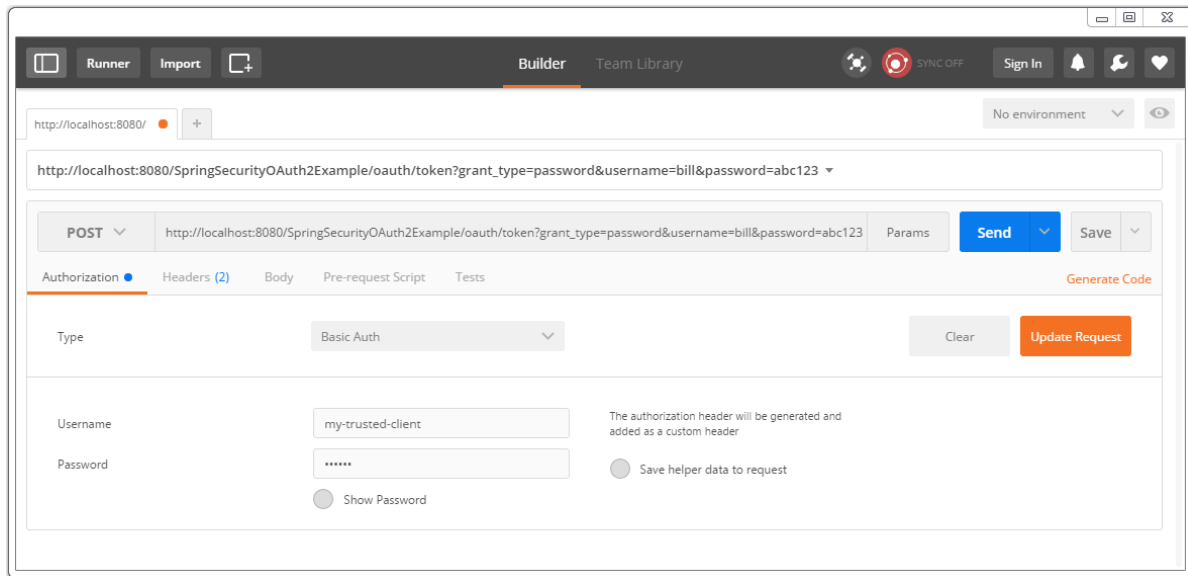 Runner Import Builder Team Library SYNC OFF Sign In
http://localhost:8080/ + No environment
http://localhost:8080/SpringSecurityOAuth2Example/oauth/token?grant_type=password&username=bill&password=abc123
POST http://localhost:8080/SpringSecurityOAuth2Example/oauth/token?grant_type=password&username=bill&password=abc123 Params Send Save
Authorization Headers (2) Body Pre-request Script Tests Generate Code
Type Basic Auth Clear Update Request
Username my-trusted-client The authorization header will be generated and
added as a custom header
Password •••••• Save helper data to request
Show Password